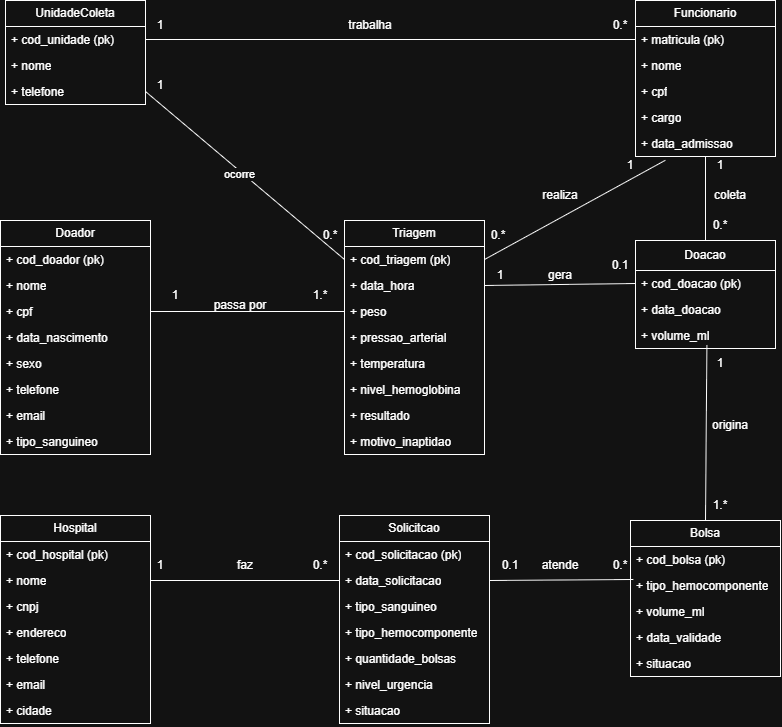 UnidadeColeta
+ cod_unidade (pk)
+ nome
+ telefone
1
trabalha
0.*
Funcionario
+ matricula (pk)
+ nome
+ cpf
+ cargo
+ data_admissao
1
ocorre
0.*
1
realiza
0.*
1
coleta
0.*
Doador
+ cod_doador (pk)
+ nome
+ cpf
+ data_nascimento
+ sexo
+ telefone
+ email
+ tipo_sanguineo
1
passa por
1.*
Triagem
+ cod_triagem (pk)
+ data_hora
+ peso
+ pressao_arterial
+ temperatura
+ nivel_hemoglobina
+ resultado
+ motivo_inaptidao
1
gera
0.1
Doacao
+ cod_doacao (pk)
+ data_doacao
+ volume_ml
1
origina
1.*
Hospital
+ cod_hospital (pk)
+ nome
+ cnpj
+ endereco
+ telefone
+ email
+ cidade
1
faz
0.*
Solicitcao
+ cod_solicitacao (pk)
+ data_solicitacao
+ tipo_sanguineo
+ tipo_hemocomponente
+ quantidade_bolsas
+ nivel_urgencia
+ situacao
0.1
atende
0.*
Bolsa
+ cod_bolsa (pk)
+ tipo_hemocomponente
+ volume_ml
+ data_validade
+ situacao